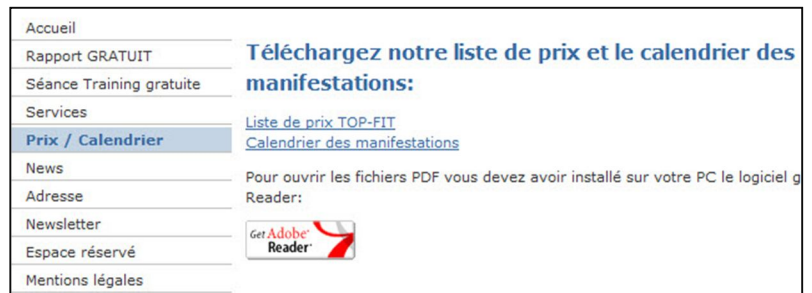 Accueil
Rapport GRATUIT
Séance Training gratuite
Services
Prix / Calendrier
News
Adresse
Newsletter
Espace réservé
Mentions légales
Téléchargez notre liste de prix et le calendrier des
manifestations:
Liste de prix TOP-FIT
Calendrier des manifestations
Pour ouvrir les fichiers PDF vous devez avoir installé sur votre PC le logiciel g
Reader:
Get Adobe
Reader